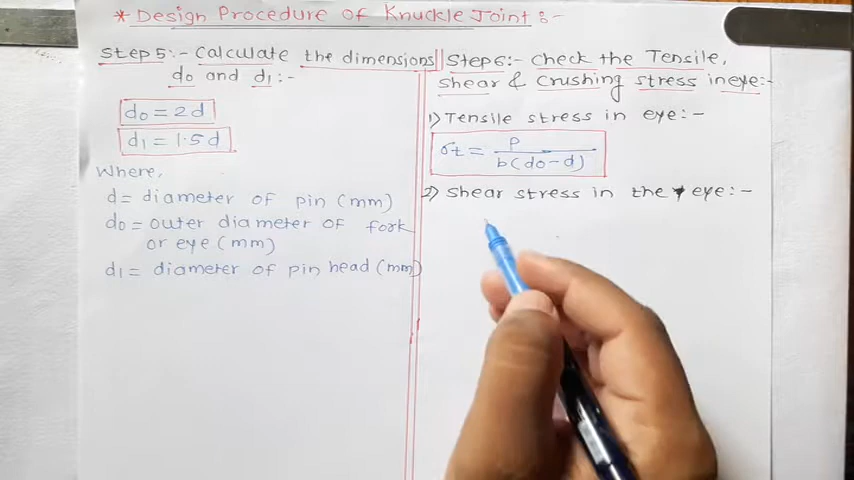 * Design Procedure of Knuckle Joint :-
Step 5:- Calculate the dimensions
do and d1:-
do = 2d
d1 = 1.5d
Where,
d = diameter of pin (mm)
do = outer diameter of fork
or eye (mm)
d1 = diameter of pin head (mm)
Step 6:- Check the Tensile,
shear & crushing stress in eye:-
1) Tensile stress in eye:-
σt = P / b(do-d)
2) Shear stress in the eye:-